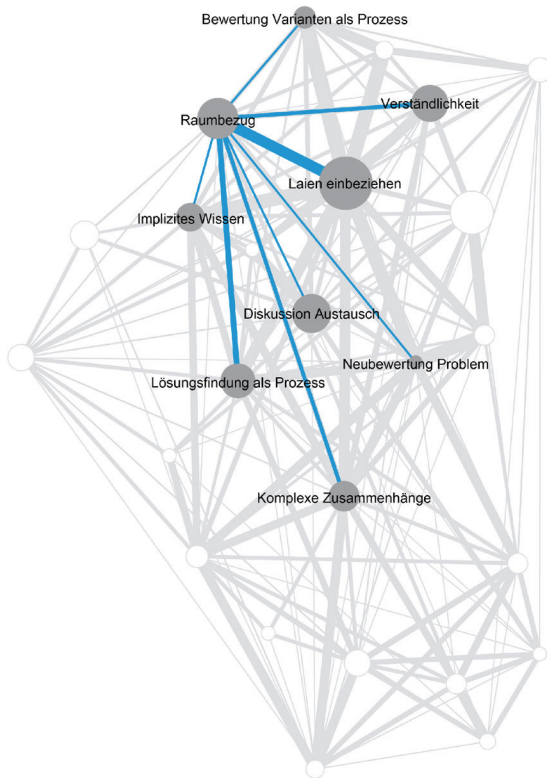 Bewertung Varianten als Prozess
Verständlichkeit
Raumbezug
Laien einbeziehen
Implizites Wissen
Diskussion Austausch
Neubewertung Problem
Lösungsfindung als Prozess
Komplexe Zusammenhänge